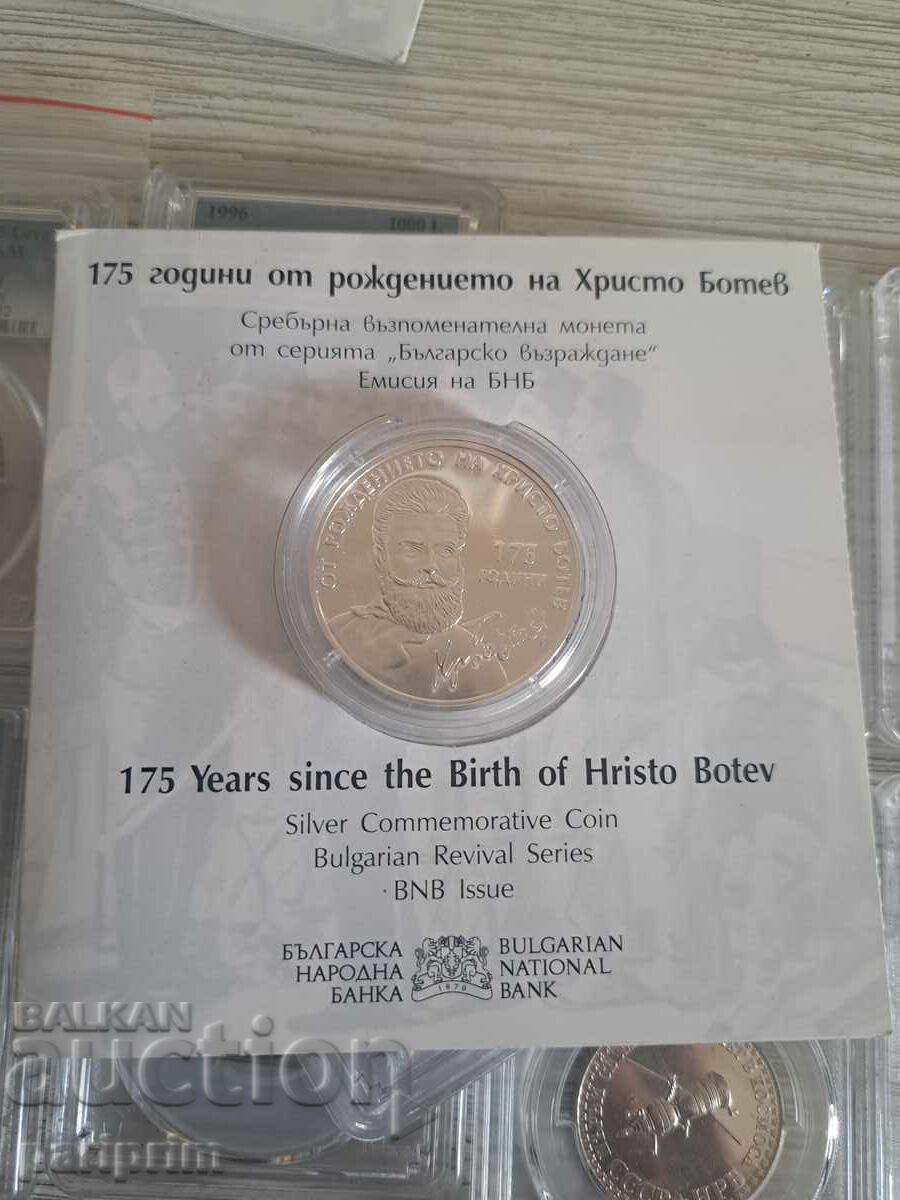 1996
1000 L
175 години от рождението на Христо Ботев
Сребърна възпоменателна монета
от серията „Българско възраждане“
Емисия на БНБ
ОТ РОЖДЕНИЕТО НА ХРИСТО БОТЕВ
175
ГОДИНИ
175 Years since the Birth of Hristo Botev
Silver Commemorative Coin
Bulgarian Revival Series
BNB Issue
БЪЛГАРСКА
НАРОДНА
БАНКА
1879
BULGARIAN
NATIONAL
BANK
BALKAN
auction
pariprim